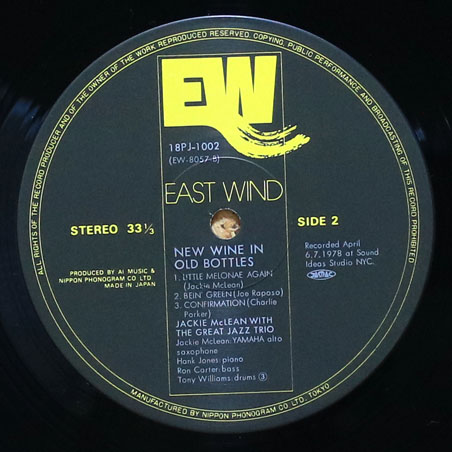 ALL RIGHTS OF THE RECORD PRODUCER AND OF THE OWNER OF THE WORK REPRODUCED RESERVED. COPYING, PUBLIC PERFORMANCE AND BROADCASTING OF THIS RECORD PROHIBITED
EW
18PJ-1002
(EW-8057-B)
EAST WIND
STEREO 33⅓
SIDE 2
NEW WINE IN
OLD BOTTLES
Recorded April
6.7.1978 at Sound
Ideas Studio NYC.
PRODUCED BY AI MUSIC &
NIPPON PHONOGRAM CO. LTD.
MADE IN JAPAN
1. LITTLE MELONAE AGAIN
(Jackie McLean)
2. BEIN' GREEN (Joe Raposo)
3. CONFIRMATION (Charlie
Parker)
JACKIE McLEAN WITH
THE GREAT JAZZ TRIO
Jackie McLean: YAMAHA alto
saxophone
Hank Jones: piano
Ron Carter: bass
Tony Williams: drums ③
MANUFACTURED BY NIPPON PHONOGRAM CO. LTD., TOKYO